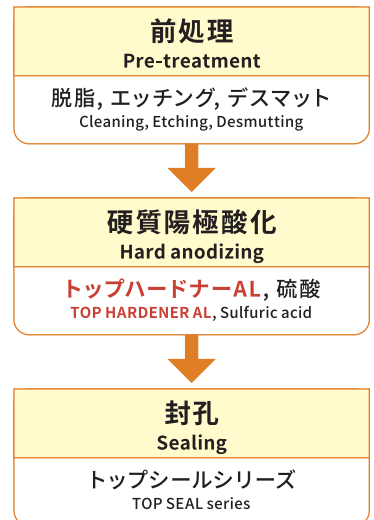 前処理
Pre-treatment
脱脂, エッチング, デスマット
Cleaning, Etching, Desmutting
硬質陽極酸化
Hard anodizing
トップハードナーAL, 硫酸
TOP HARDENER AL, Sulfuric acid
封孔
Sealing
トップシールシリーズ
TOP SEAL series